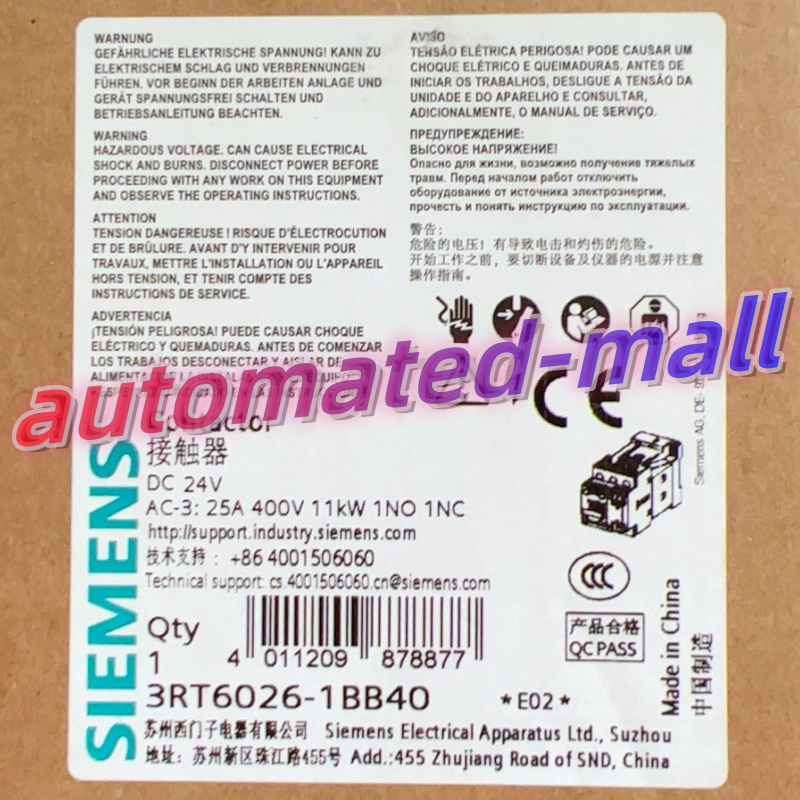 WARNUNG
GEFÄHRLICHE ELEKTRISCHE SPANNUNG! KANN ZU
ELEKTRISCHEM SCHLAG UND VERBRENNUNGEN
FÜHREN. VOR BEGINN DER ARBEITEN ANLAGE UND
GERÄT SPANNUNGSFREI SCHALTEN UND
BETRIEBSANLEITUNG BEACHTEN.
WARNING
HAZARDOUS VOLTAGE. CAN CAUSE ELECTRICAL
SHOCK AND BURNS. DISCONNECT POWER BEFORE
PROCEEDING WITH ANY WORK ON THIS EQUIPMENT
AND OBSERVE THE OPERATING INSTRUCTIONS.
ATTENTION
TENSION DANGEREUSE ! RISQUE D'ÉLECTROCUTION
ET DE BRÛLURE. AVANT D'Y INTERVENIR POUR
TRAVAUX, METTRE L'INSTALLATION OU L'APPAREIL
HORS TENSION, ET TENIR COMPTE DES
INSTRUCTIONS DE SERVICE.
ADVERTENCIA
¡TENSIÓN PELIGROSA! PUEDE CAUSAR CHOQUE
ELÉCTRICO Y QUEMADURAS. ANTES DE COMENZAR
LOS TRABAJOS DESCONECTAR Y AISLAR DE
AVISO
TENSÃO ELÉTRICA PERIGOSA! PODE CAUSAR UM
CHOQUE ELÉTRICO E QUEIMADURAS. ANTES DE
INICIAR OS TRABALHOS, DESLIGUE A TENSÃO DA
UNIDADE E DO APARELHO E CONSULTAR,
ADICIONALMENTE, O MANUAL DE SERVIÇO.
ПРЕДУПРЕЖДЕНИЕ:
ВЫСОКОЕ НАПРЯЖЕНИЕ!
Опасно для жизни, возможно получение тяжелых
травм. Перед началом работ отключить
оборудование от источника электроэнергии,
прочесть и понять инструкцию по эксплуатации.
警告:
危险的电压！有导致电击和灼伤的危险。
开始工作之前，要切断设备及仪器的电源并注意
操作指南。
automated-mall
CE
Siemens AG, DE-
SIEMENS
Contactor
接触器
DC 24V
AC-3: 25A 400V 11kW 1NO 1NC
http://support.industry.siemens.com
技术支持：+86 4001506060
Technical support: cs.4001506060.cn@siemens.com
CCC
产品合格
QC PASS
Made in China
中国制造
Qty
1
4 011209 878877
3RT6026-1BB40 *E02*
苏州西门子电器有限公司 Siemens Electrical Apparatus Ltd., Suzhou
地址: 苏州新区珠江路455号 Add.:455 Zhujiang Road of SND, China